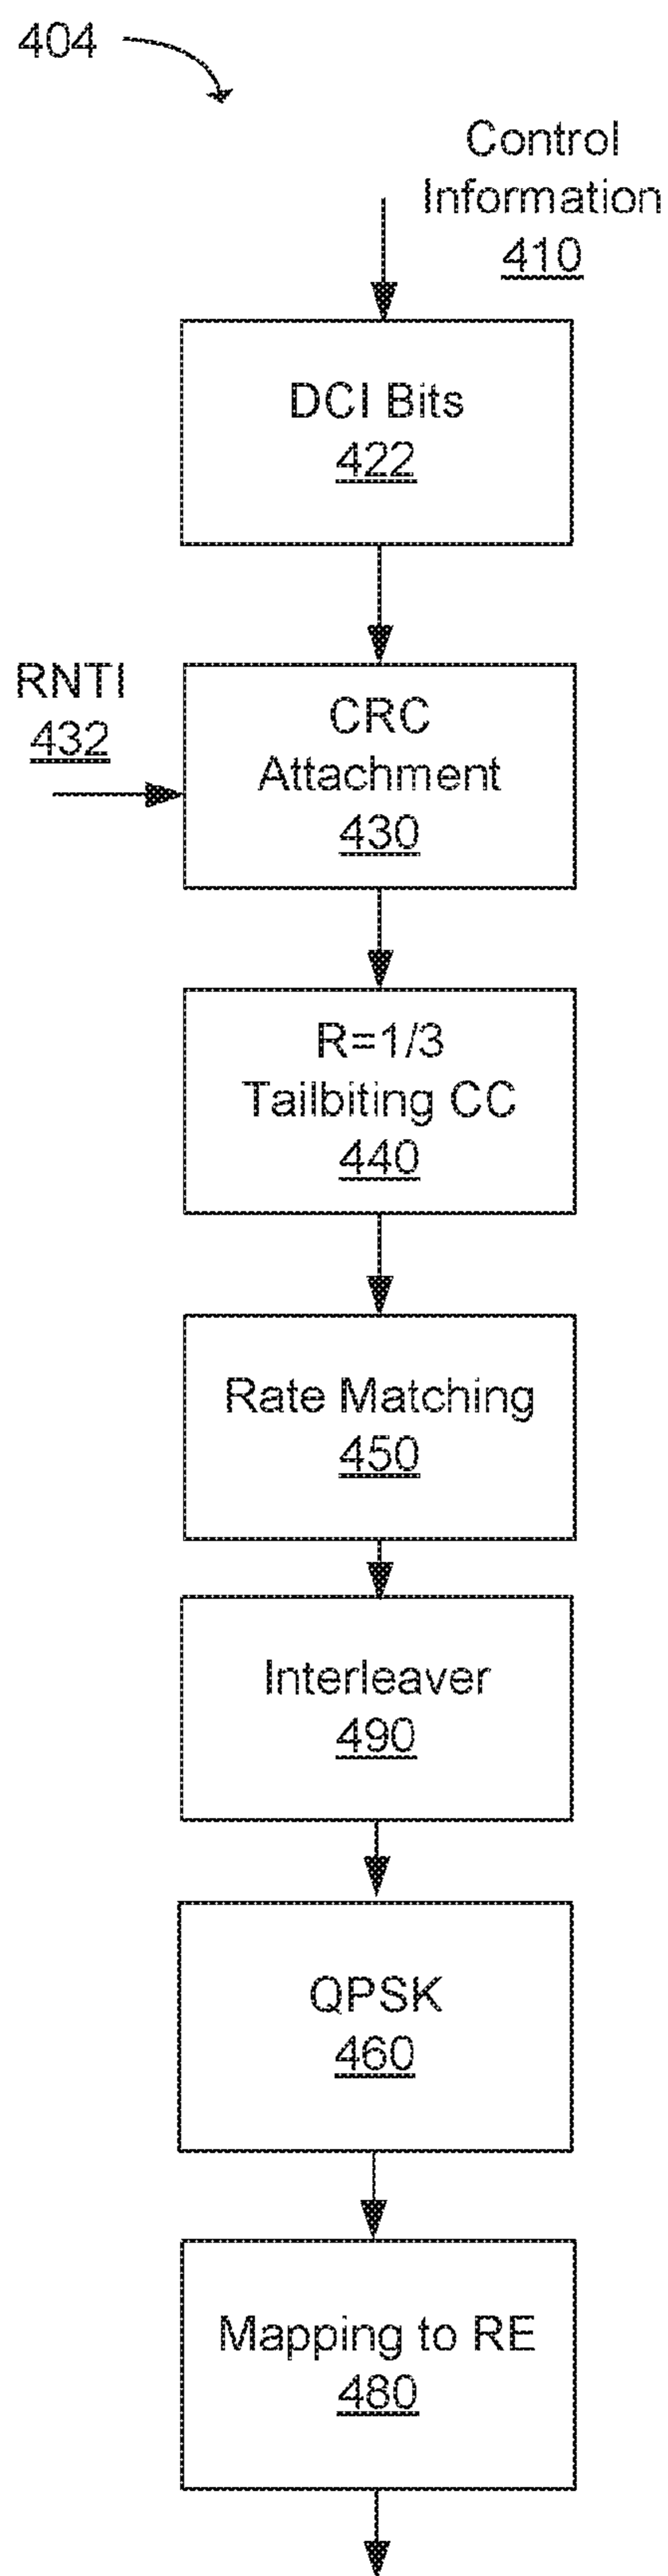 404
Control
Information
410
DCI Bits
422
RNTI
432
CRC
Attachment
430
R=1/3
Tailbiting CC
440
Rate Matching
450
Interleaver
490
QPSK
460
Mapping to RE
480